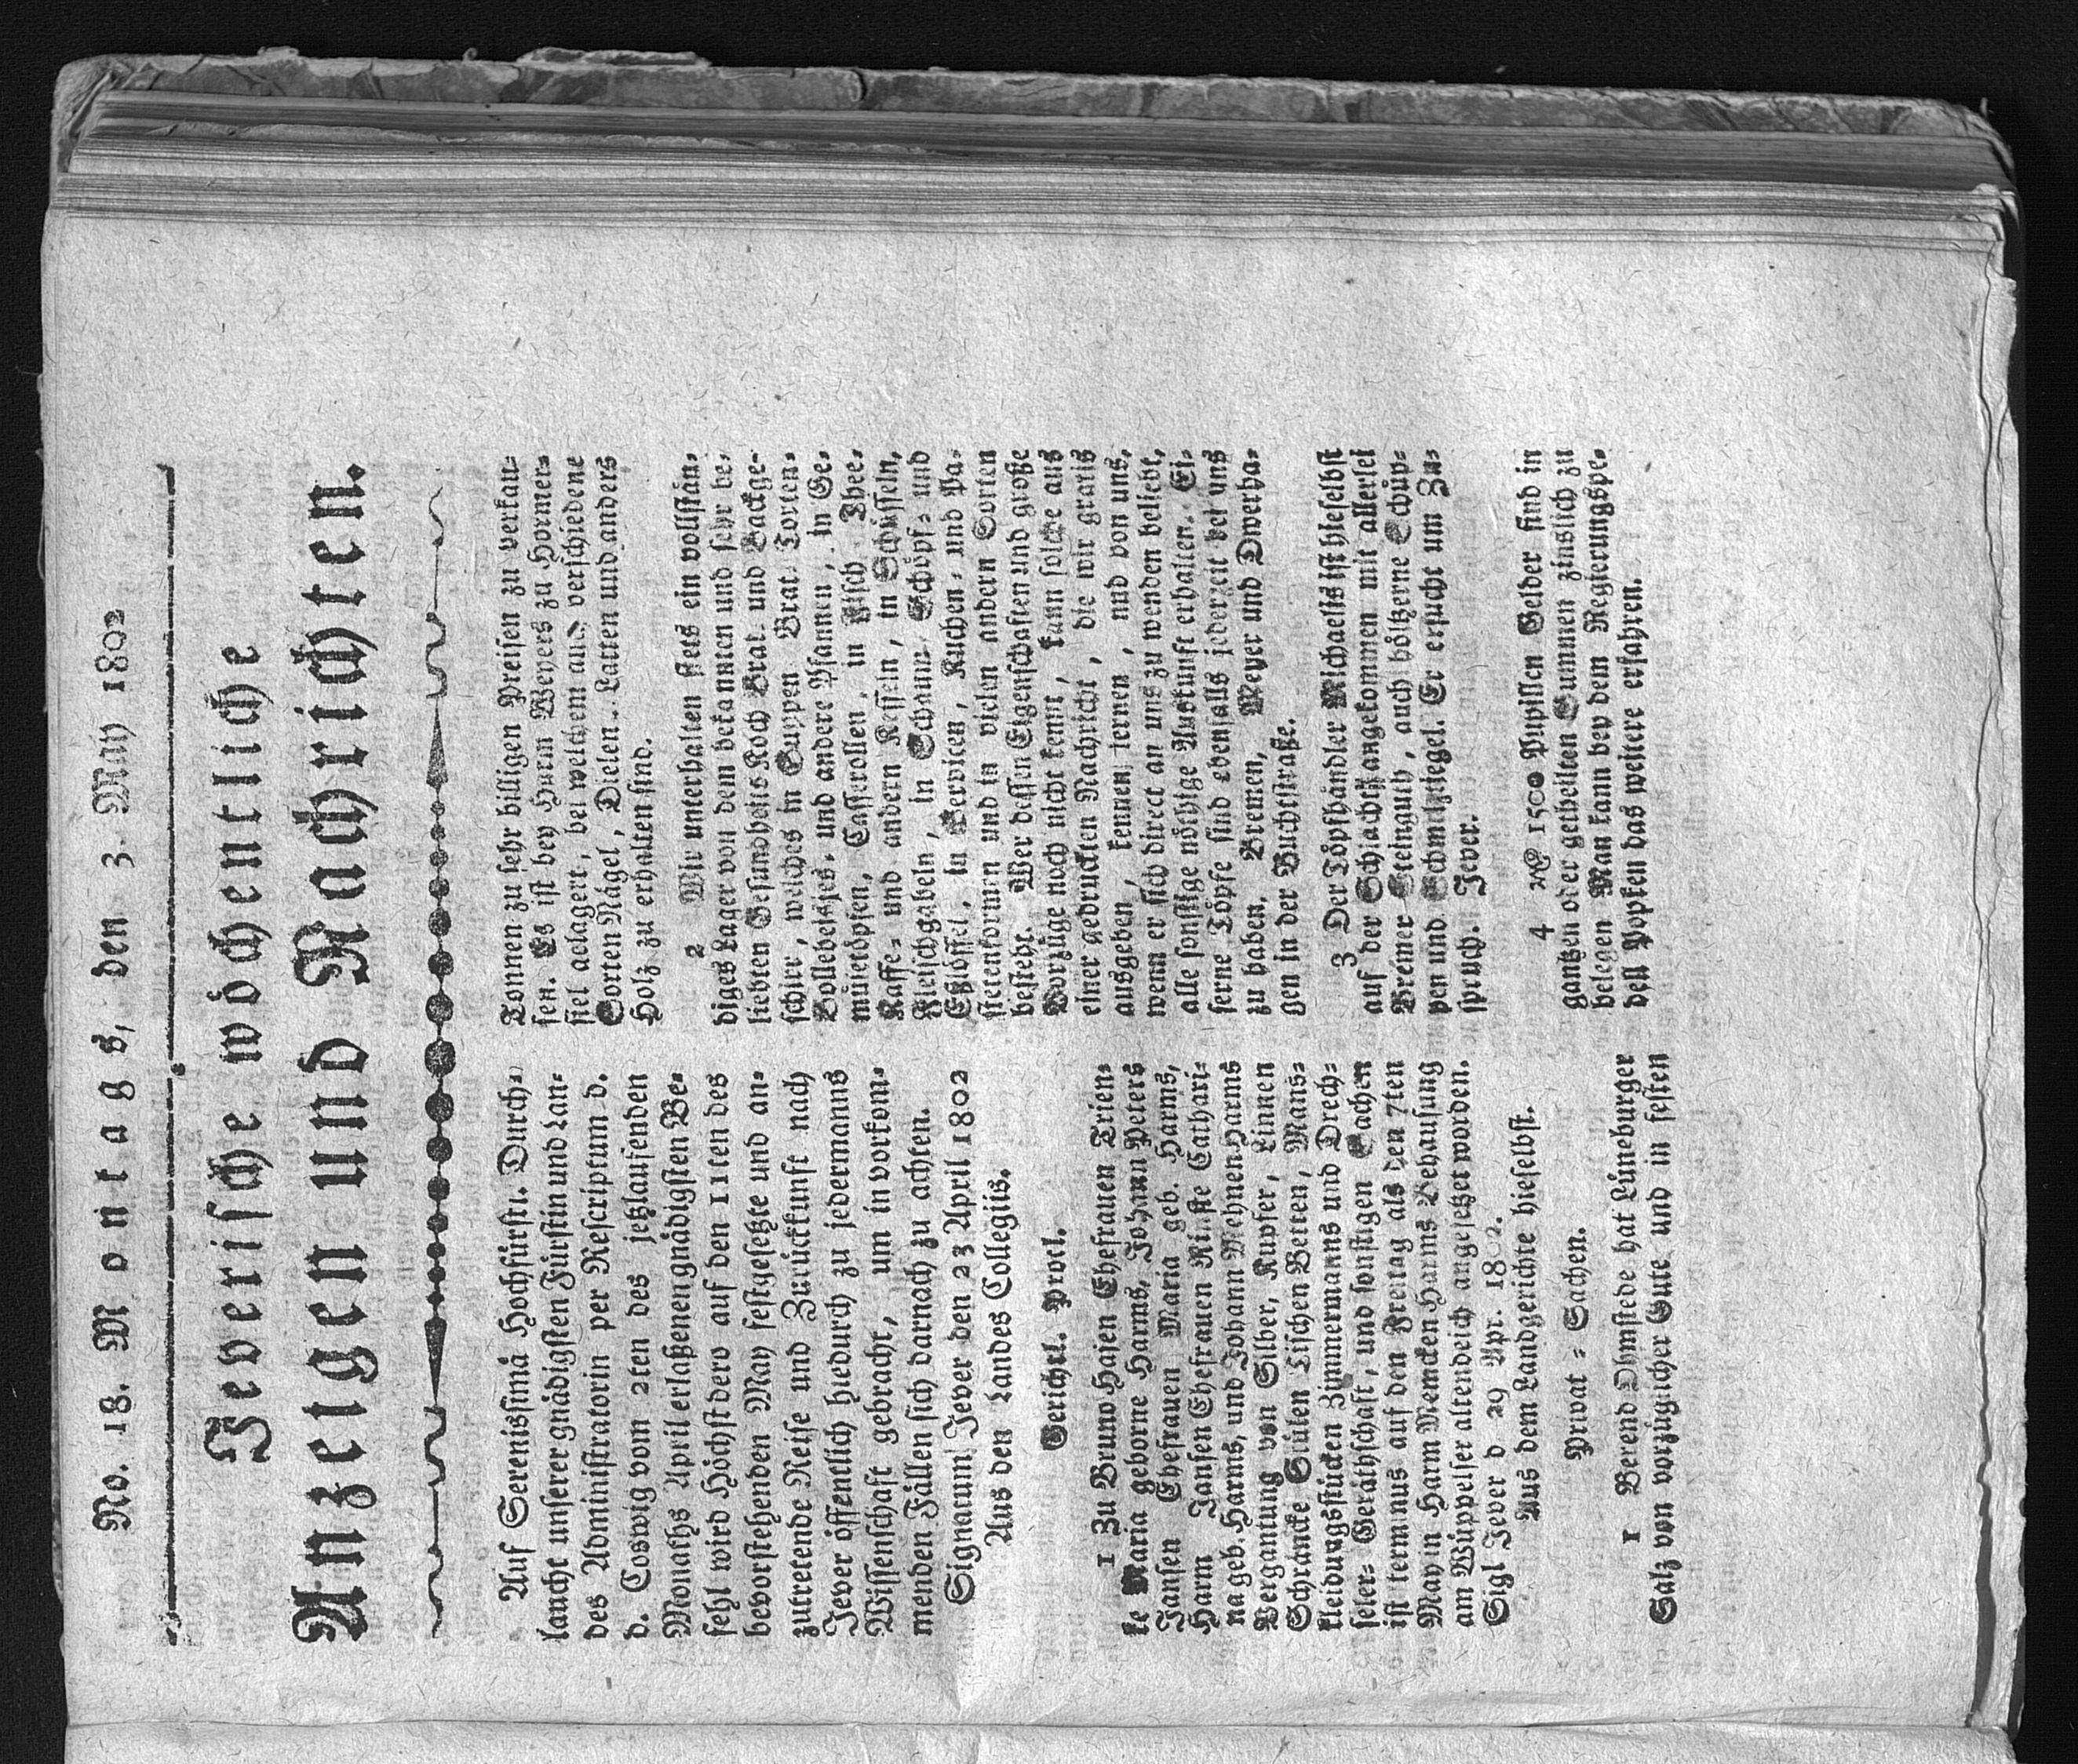 No. 18. Montags, den 3. May 1802
Jeverische wöchentliche
Anzeigen und Nachrichten.
Auf Serenissimä Hochfürstl. Durch-
laucht unserer gnädigsten Fürstin und Lan-
des Administratorin per Rescriptum d.
d. Coswig vom 2ten des jetzlaufenden
Monaths April erlaßenen gnädigsten Be-
fehl wird Höchstdero auf den 11ten des
bevorstehenden May festgesetzte und an-
zutretende Reise und Zurückkunft nach
Jever öffentlich hiedurch zu jedermanns
Wissenschaft gebracht, um in vorkom-
menden Fällen sich darnach zu achten.
Signatum Jever den 23 April 1802
Aus den Landes Collegiis.
Gerichtl. Procl.
1 Zu Bruno Hajen Ehefrauen Trien-
ke Maria geborne Harms, Johann Peters
Jansen Ehefrauen Maria geb. Harms,
Harm Jansen Ehefrauen Rinste Cathari-
na geb. Harms, und Johann Mehnen Harms
Vergantung von Silber, Kupfer, Linnen
Schräncke Stülen Tischen Betten, Mans-
kleidungsstücken Zimmermanns und Drech-
seler- Geräthschaft, und sonstigen Sachen
ist terminus auf den Freytag als den 7ten
May in Harm Memcken Harms Behausung
am Wüppelser altendeich angesetzet worden.
Sigl Jever d 29 Apr. 1802.
Aus dem Landgerichte hieselbst.
Privat - Sachen.
1 Berend Ohmstede hat Lüneburger
Salz von vorzüglicher Güte und in festen
Tonnen zu sehr billigen Preisen zu verkau-
fen. Es ist bey Harm Meyers zu Hormer-
siel gelagert, bei welchem auch verschiedene
Sorten Nägel, Dielen, Latten und anders
Holz zu erhalten sind.
2 Wir unterhalten stets ein vollstän-
diges Lager von dem bekannten und sehr be-
liebten Gesundheits Koch Brat- und Backge-
schirr, welches in Suppen Brat- Torten-
Bollebeisjes- und andere Pfannen, in Ge-
müsetöpfen, Casserollen, in Fisch- Thee-
Kaffe- und andern Kesseln, in Schüsseln,
Fleischgabeln, in Schaum- Schöpf- und
Eßlöffel, in Servicen, Kuchen- und Pa-
stetenformen und in vielen andern Sorten
besteht. Wer dessen Eigenschaften und große
Vorzüge noch nicht kennt, kann solche aus
einer gedruckten Nachricht, die wir gratis
ausgeben, kennen lernen, und von uns,
wenn er sich direct an uns zu wenden beliebt,
alle sonstige nöthige Auskunft erhalten. Ei-
serne Töpfe sind ebenfalls jederzeit bei uns
zu haben. Bremen, Meyer und Dwerha-
gen in der Buchtstraße.
3 Der Töpfhändler Michaelis ist hieselbst
auf der Schlachte angekommen mit allerlei
Bremer Steinguth, auch höltzerne Schüp-
pen und Schmeltztiegel. Er ersucht um Zu-
spruch. Jever.
4 1500 Pupillen Gelder sind in
gantzen oder getheilten Summen zinslich zu
belegen Man kann bey dem Regierungspe-
dell Popken das weitere erfahren.